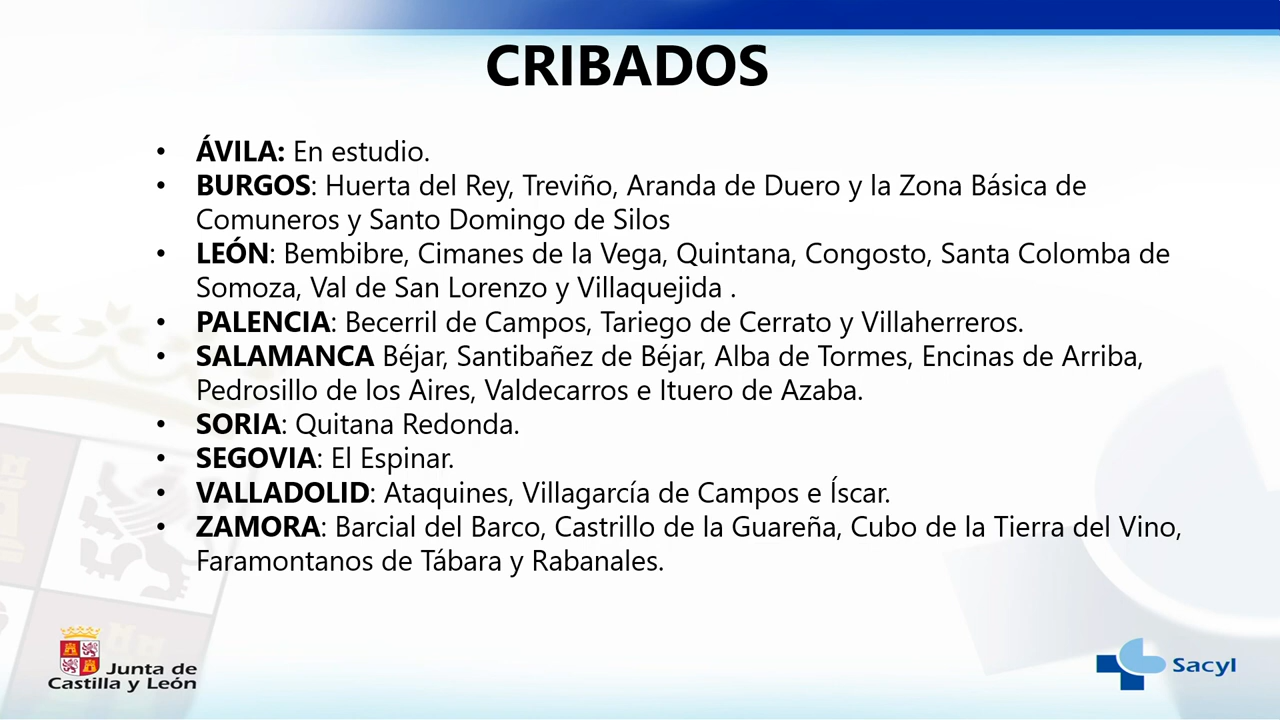 CRIBADOS
• ÁVILA: En estudio.
• BURGOS: Huerta del Rey, Treviño, Aranda de Duero y la Zona Básica de
Comuneros y Santo Domingo de Silos
• LEÓN: Bembibre, Cimanes de la Vega, Quintana, Congosto, Santa Colomba de
Somoza, Val de San Lorenzo y Villaquejida .
• PALENCIA: Becerril de Campos, Tariego de Cerrato y Villaherreros.
• SALAMANCA Béjar, Santibañez de Béjar, Alba de Tormes, Encinas de Arriba,
Pedrosillo de los Aires, Valdecarros e Ituero de Azaba.
• SORIA: Quitana Redonda.
• SEGOVIA: El Espinar.
• VALLADOLID: Ataquines, Villagarcía de Campos e Íscar.
• ZAMORA: Barcial del Barco, Castrillo de la Guareña, Cubo de la Tierra del Vino,
Faramontanos de Tábara y Rabanales.
Junta de
Castilla y León
Sacyl